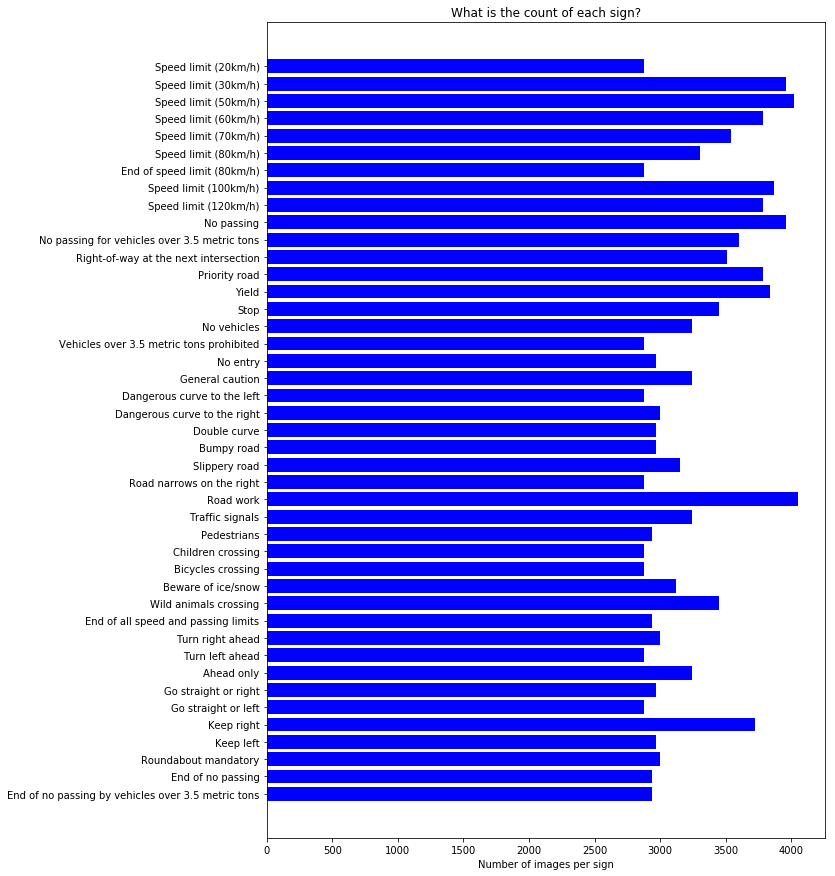 What is the count of each sign?
Speed limit (20km/h)
Speed limit (30km/h)
Speed limit (50km/h)
Speed limit (60km/h)
Speed limit (70km/h)
Speed limit (80km/h)
End of speed limit (80km/h)
Speed limit (100km/h)
Speed limit (120km/h)
No passing
No passing for vehicles over 3.5 metric tons
Right-of-way at the next intersection
Priority road
Yield
Stop
No vehicles
Vehicles over 3.5 metric tons prohibited
No entry
General caution
Dangerous curve to the left
Dangerous curve to the right
Double curve
Bumpy road
Slippery road
Road narrows on the right
Road work
Traffic signals
Pedestrians
Children crossing
Bicycles crossing
Beware of ice/snow
Wild animals crossing
End of all speed and passing limits
Turn right ahead
Turn left ahead
Ahead only
Go straight or right
Go straight or left
Keep right
Keep left
Roundabout mandatory
End of no passing
End of no passing by vehicles over 3.5 metric tons
0 500 1000 1500 2000 2500 3000 3500 4000
Number of images per sign